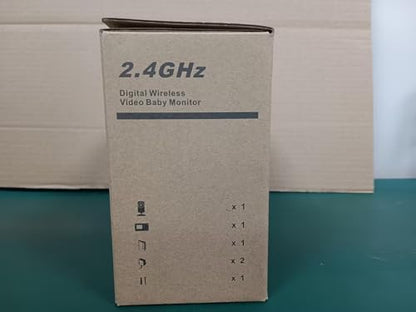 2.4GHz
Digital Wireless
Video Baby Monitor
x 1
x 1
x 1
x 2
x 1